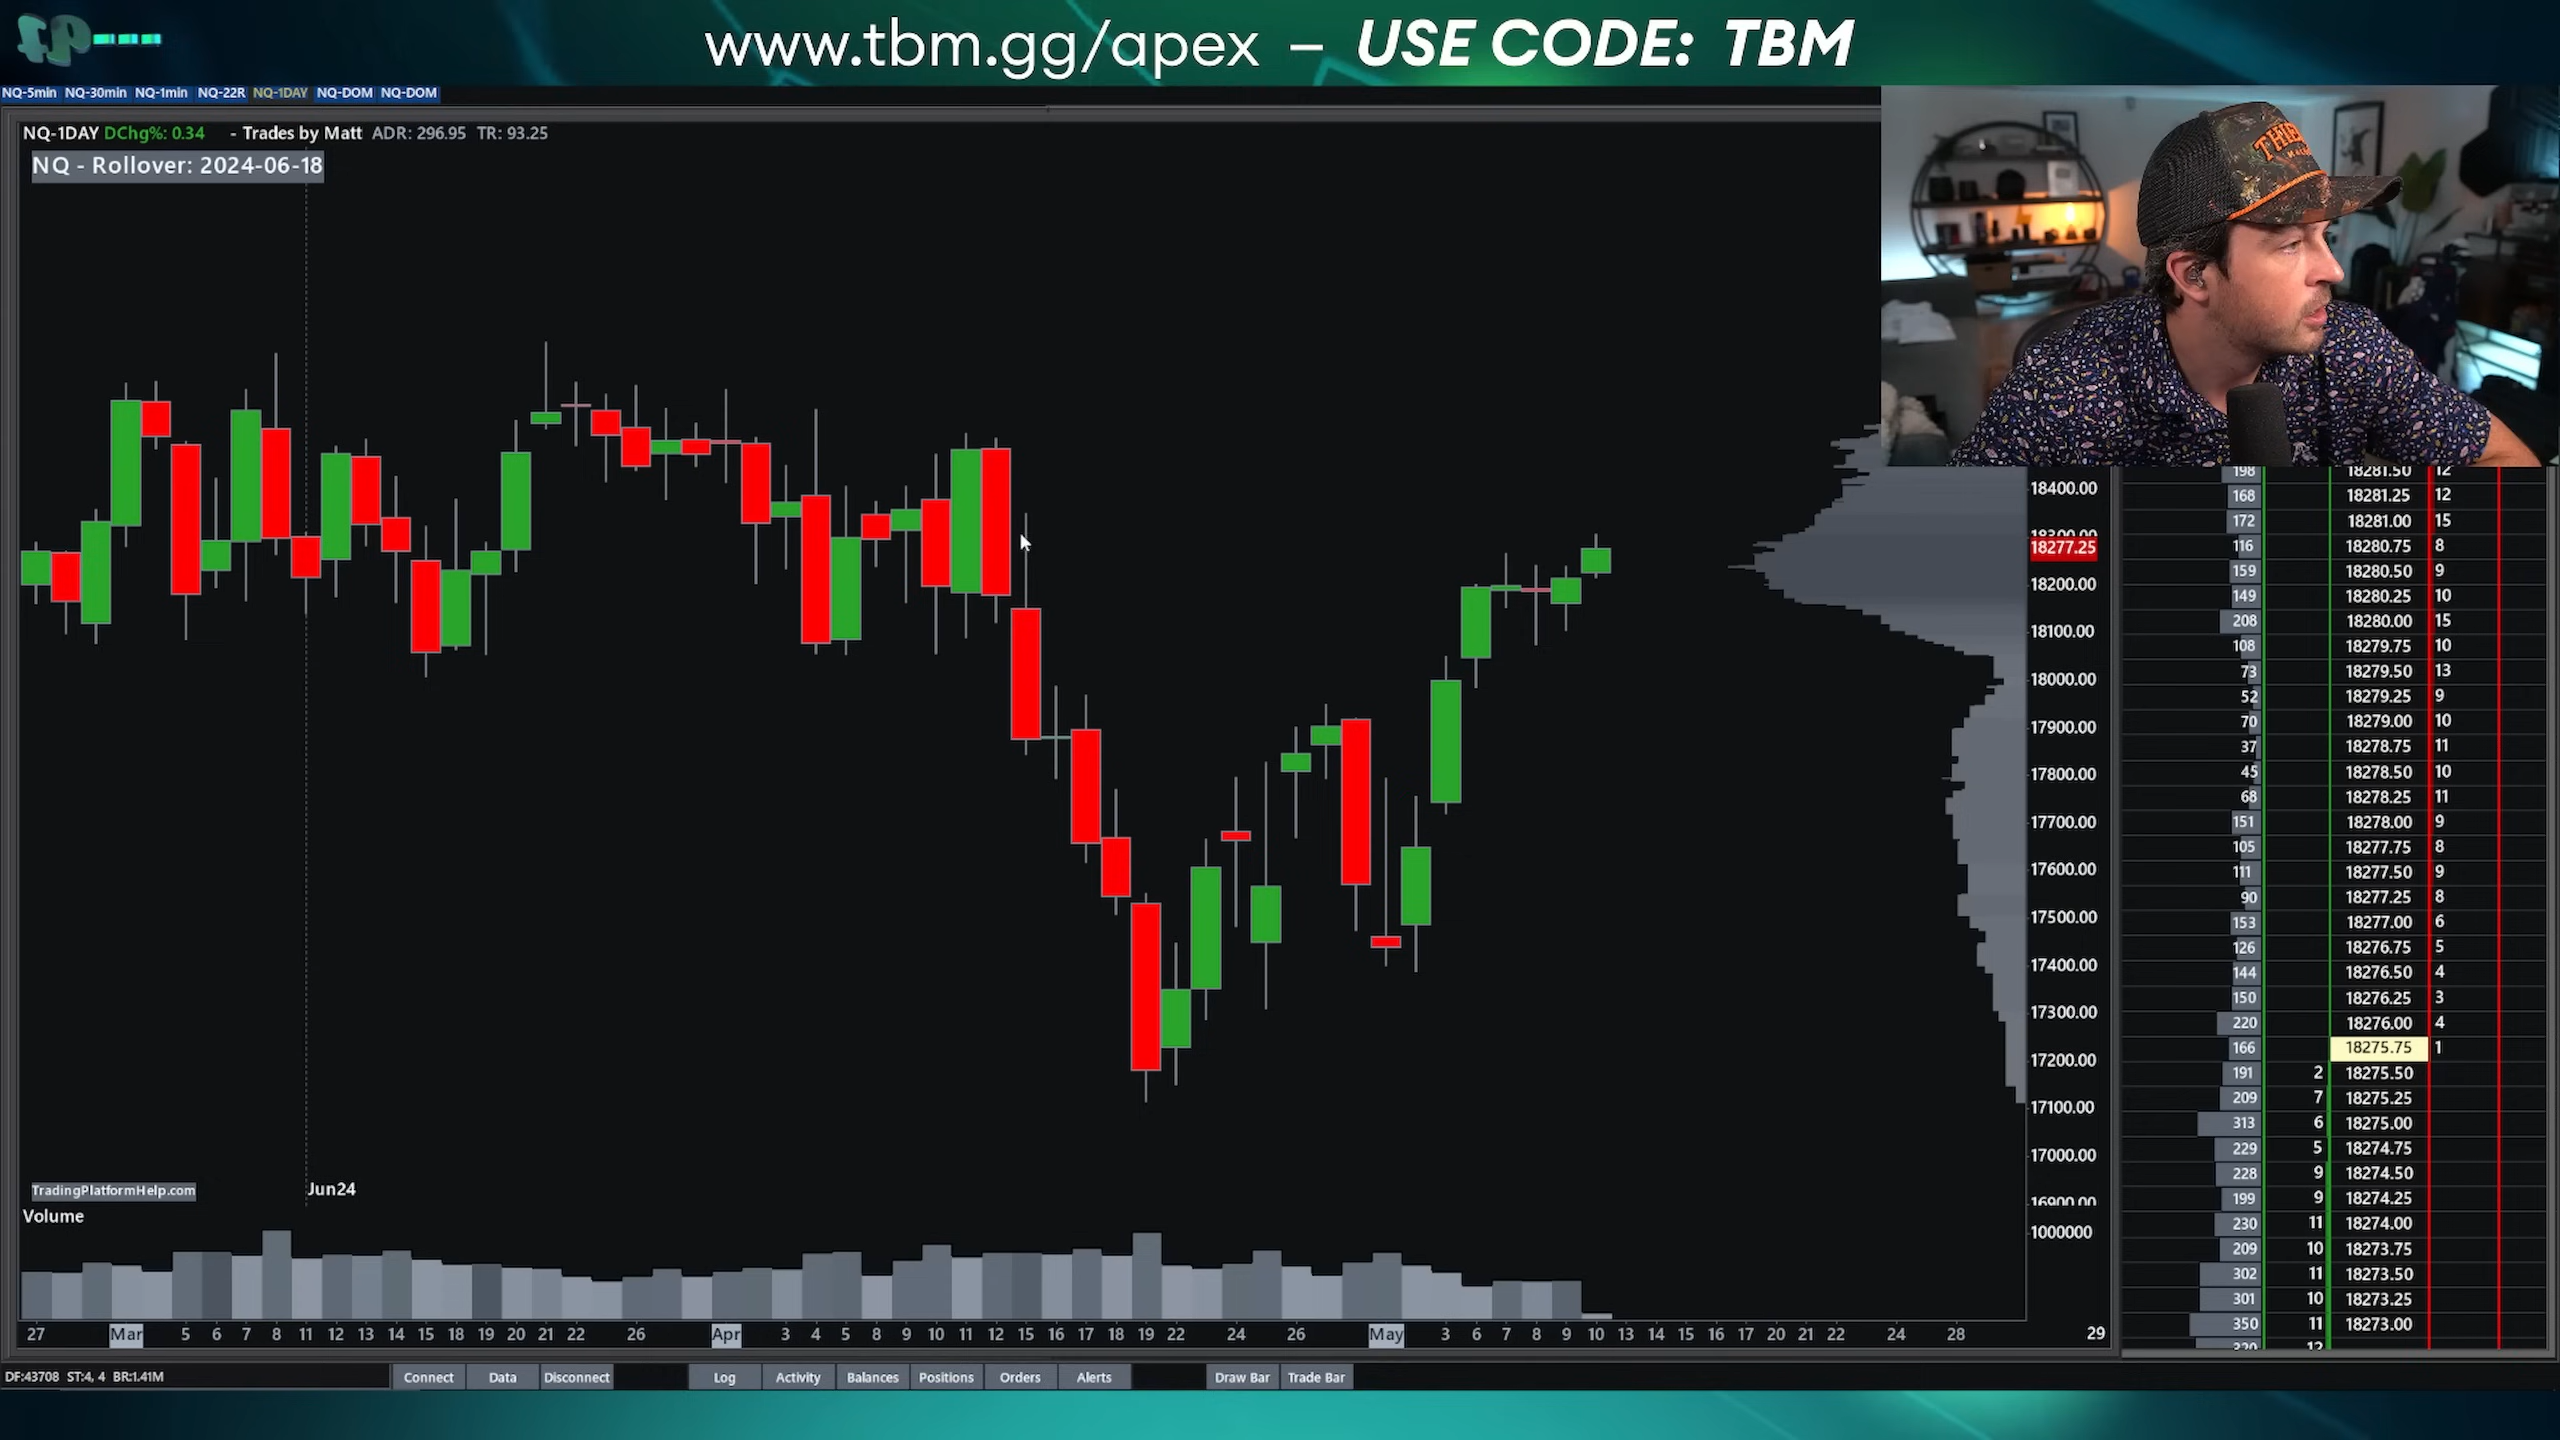 www.tbm.gg/apex – USE CODE: TBM
NQ-5min NQ-30min NQ-1min NQ-22R NQ-1DAY NQ-DOM NQ-DOM
NQ-1DAY DChg%: 0.34 - Trades by Matt ADR: 296.95 TR: 93.25
NQ - Rollover: 2024-06-18
18400.00
18300.00
18277.25
18200.00
18100.00
18000.00
17900.00
17800.00
17700.00
17600.00
17500.00
17400.00
17300.00
17200.00
17100.00
17000.00
16900.00
1000000
198 18281.50 12
168 18281.25 12
172 18281.00 15
116 18280.75 8
159 18280.50 9
149 18280.25 10
208 18280.00 15
108 18279.75 10
73 18279.50 13
52 18279.25 9
70 18279.00 10
37 18278.75 11
45 18278.50 10
68 18278.25 11
151 18278.00 9
105 18277.75 8
111 18277.50 9
90 18277.25 8
153 18277.00 6
126 18276.75 5
144 18276.50 4
150 18276.25 3
220 18276.00 4
166 18275.75 1
191 2 18275.50
209 7 18275.25
313 6 18275.00
229 5 18274.75
228 9 18274.50
199 9 18274.25
230 11 18274.00
209 10 18273.75
302 11 18273.50
301 10 18273.25
350 11 18273.00
320 12
TradingPlatformHelp.com
Jun24
Volume
27 Mar 5 6 7 8 11 12 13 14 15 18 19 20 21 22 26 Apr 3 4 5 8 9 10 11 12 15 16 17 18 19 22 24 26 May 3 6 7 8 9 10 13 14 15 16 17 20 21 22 24 28 29
DF:43708 ST:4, 4 BR:1.41M
Connect Data Disconnect Log Activity Balances Positions Orders Alerts Draw Bar Trade Bar